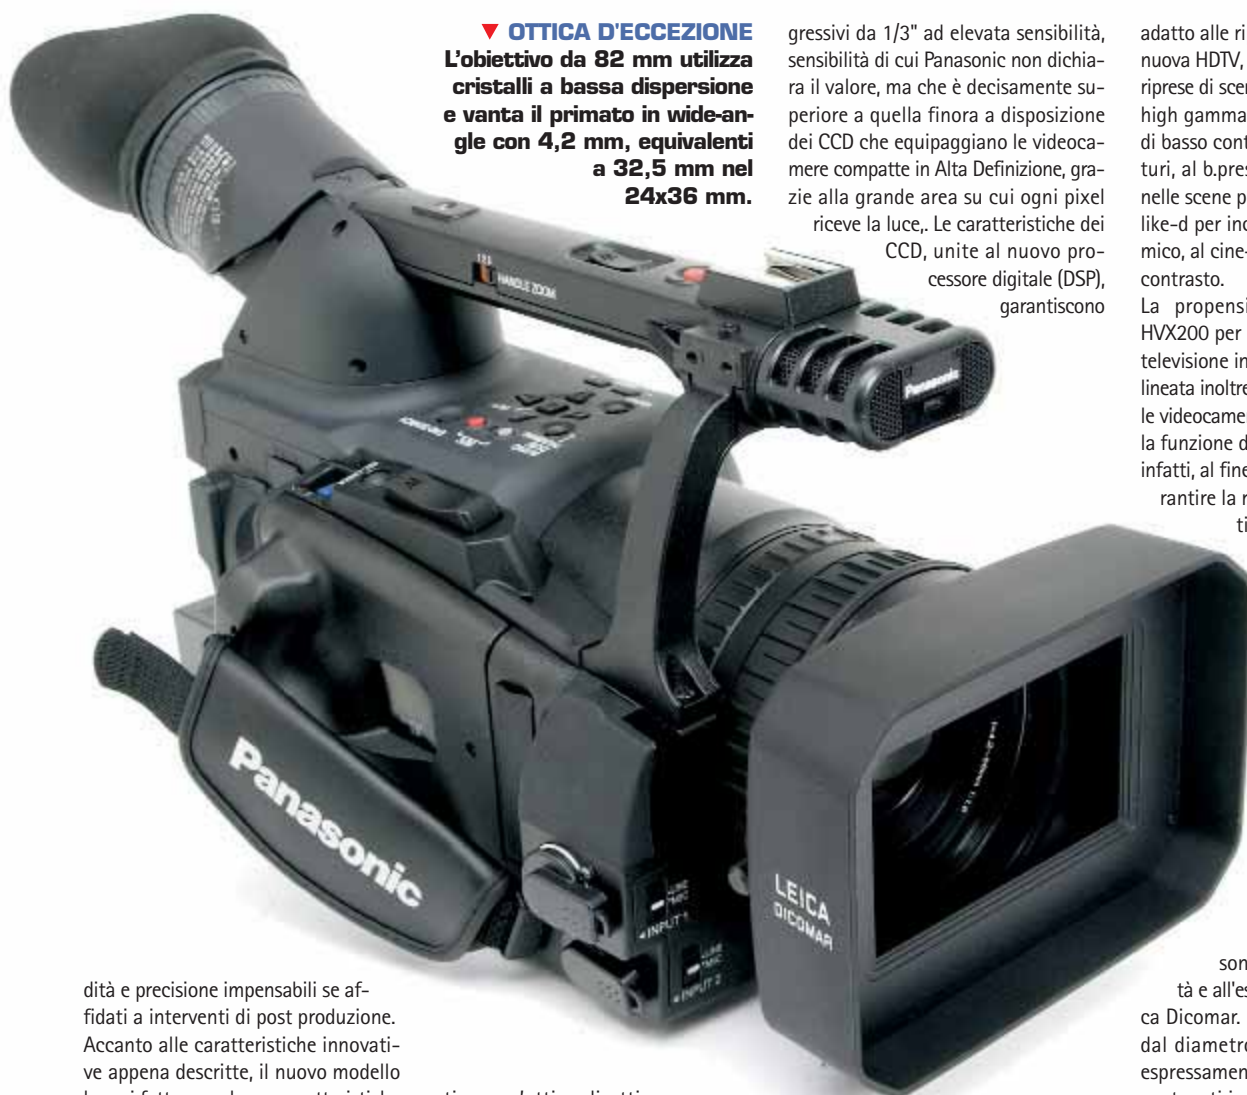 OTTICA D'ECCEZIONE
L'obiettivo da 82 mm utilizza
cristalli a bassa dispersione
e vanta il primato in wide-an-
gle con 4,2 mm, equivalenti
a 32,5 mm nel
24x36 mm.
gressivi da 1/3" ad elevata sensibilità,
sensibilità di cui Panasonic non dichia-
ra il valore, ma che è decisamente su-
periore a quella finora a disposizione
dei CCD che equipaggiano le videoca-
mere compatte in Alta Definizione, gra-
zie alla grande area su cui ogni pixel
riceve la luce,. Le caratteristiche dei
CCD, unite al nuovo pro-
cessore digitale (DSP),
garantiscono
adatto alle ri
nuova HDTV,
riprese di scen
high gamma
di basso cont
turi, al b.pres
nelle scene p
like-d per inc
mico, al cine-
contrasto.
La propensi
HVX200 per
televisione in
lineata inoltre
le videocame
la funzione d
infatti, al fine
rantire la r
ti
HANDLE ZOOM
Panasonic
Panasonic
LINE
MIC
INPUT 1
LINE
MIC
INPUT 2
LEICA
DICOMAR
dità e precisione impensabili se af-
fidati a interventi di post produzione.
Accanto alle caratteristiche innovati-
ve appena descritte, il nuovo modello
son
tà e all'es
ca Dicomar.
dal diametro
espressamen